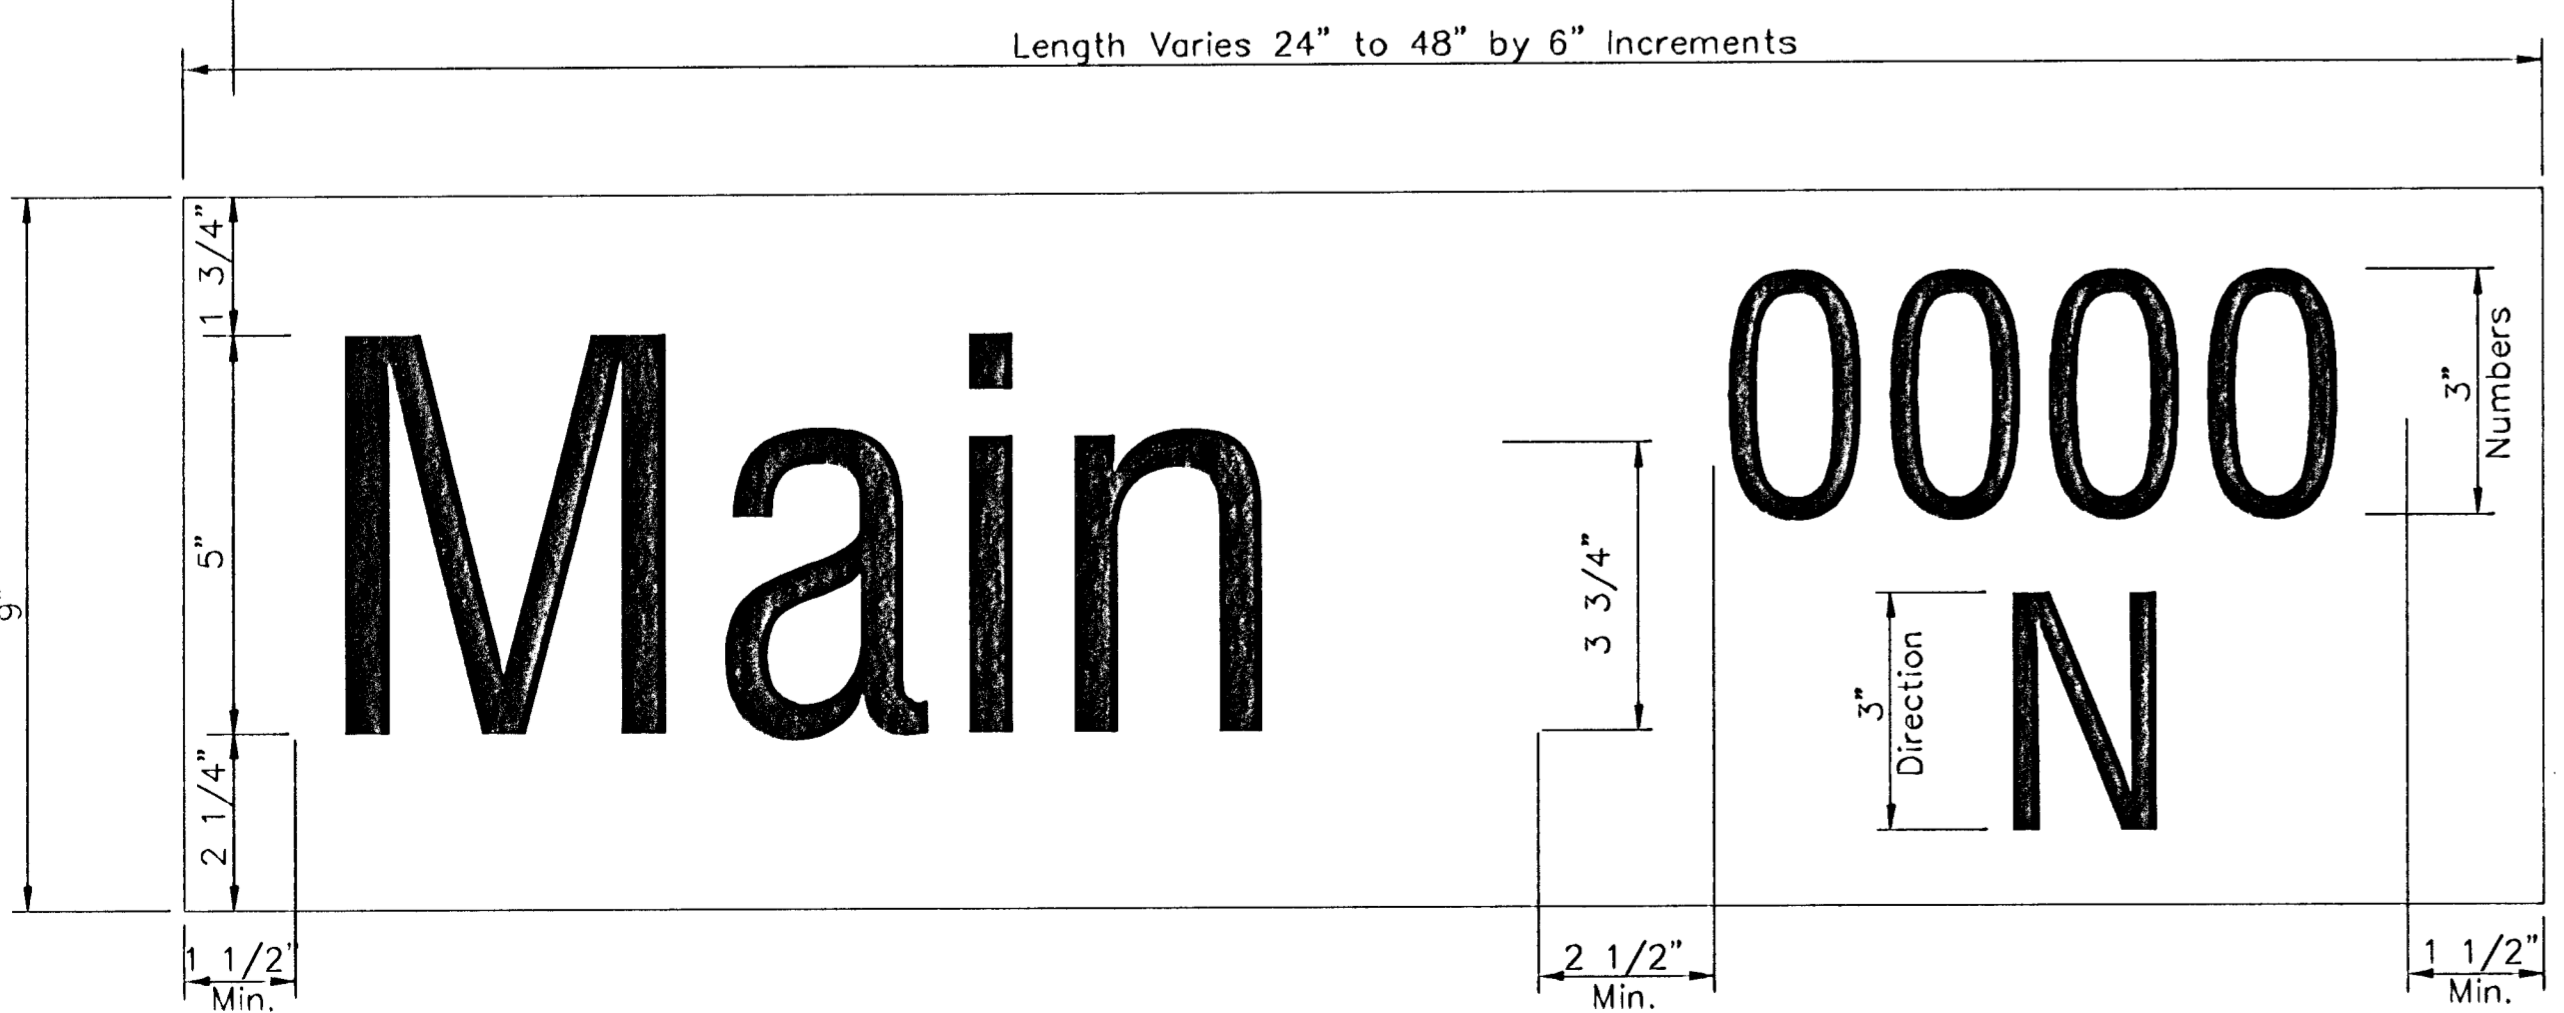 Length Varies 24" to 48" by 6" Increments
1 3/4"
5"
2 1/4"
9"
Main
0000
N
3 3/4"
3"
Numbers
3"
Direction
1 1/2"
Min.
2 1/2"
Min.
1 1/2"
Min.